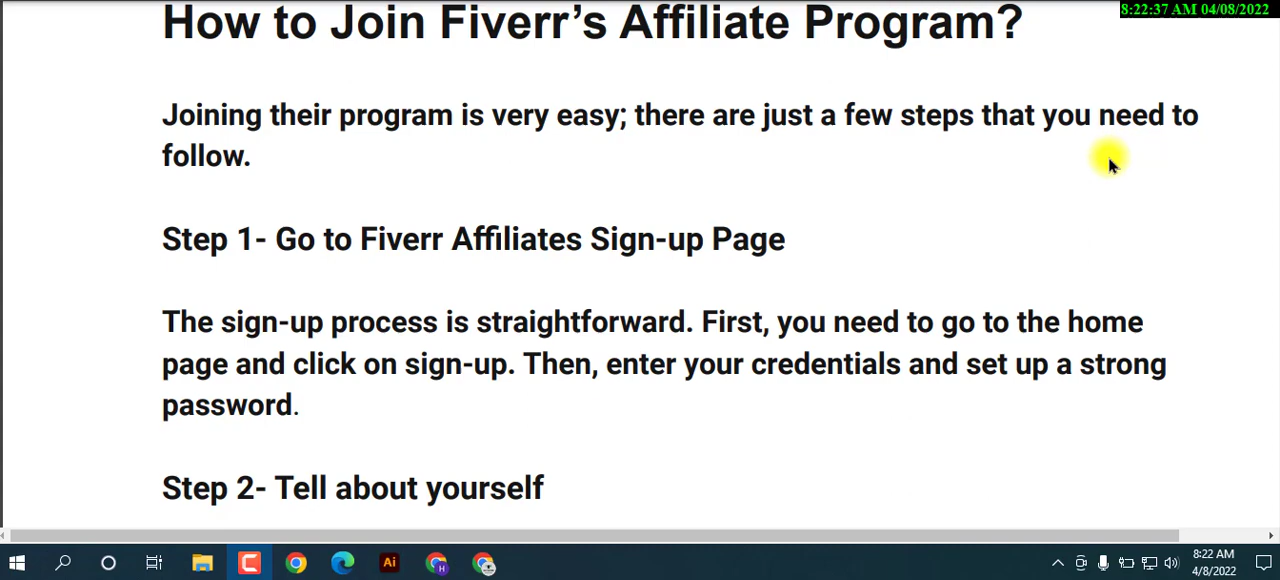 8:22:37 AM 04/08/2022
How to Join Fiverr’s Affiliate Program?
Joining their program is very easy; there are just a few steps that you need to
follow.
Step 1- Go to Fiverr Affiliates Sign-up Page
The sign-up process is straightforward. First, you need to go to the home
page and click on sign-up. Then, enter your credentials and set up a strong
password.
Step 2- Tell about yourself
Ai
H
8:22 AM
4/8/2022